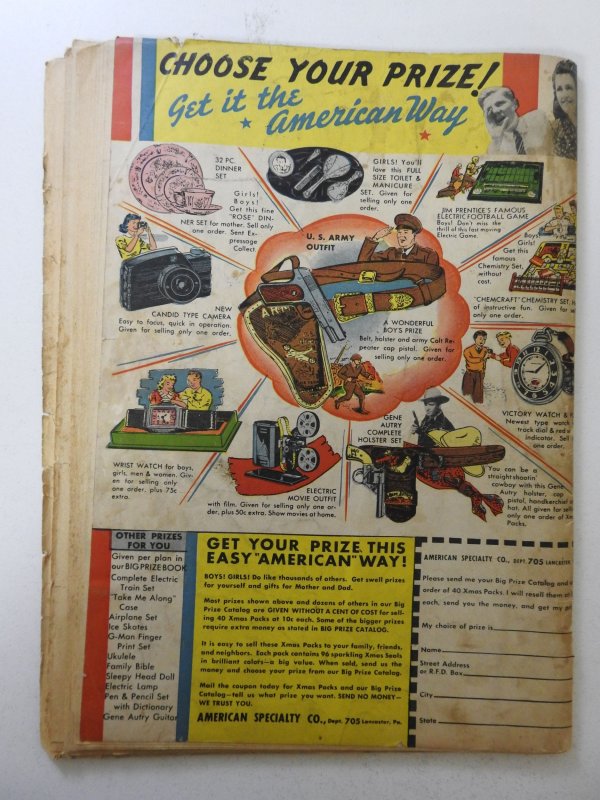 CHOOSE YOUR PRIZE!
Get it the
American Way
32 PC.
DINNER
SET
Girls!
Boys!
Get this fine
"ROSE" DIN-
NER SET for mother. Sell only
one order. Sent Ex-
pressage
Collect.
GIRLS! You'll
love this FULL
SIZE TOILET &
MANICURE
SET. Given for
selling only one
order.
JIM PRENTICE'S FAMOUS
ELECTRIC FOOTBALL GAME
Boys! Don't miss the
thrill of this fast moving
Electric Game.
Boys
Girls!
Get this
famous
Chemistry Set,
without
cost.
"CHEMCRAFT" CHEMISTRY SET, H
of instructive fun. Given for
only one order.
NEW
CANDID TYPE CAMERA
Easy to focus, quick in operation.
Given for selling only one order.
U. S. ARMY
OUTFIT
ARMY
A WONDERFUL
BOY'S PRIZE
Belt, holster and army Colt Re-
peater cap pistol. Given for
selling only one order.
VICTORY WATCH &
Newest type watch
track dial & red
indicator. Sell
one order.
WRIST WATCH for boys,
girls, men & women. Giv-
en for selling only
one order, plus 75c
extra.
ELECTRIC
MOVIE OUTFIT
with film. Given for selling only one or-
der, plus 50c extra. Show movies at home.
GENE
AUTRY
COMPLETE
HOLSTER SET
You can be a
straightshootin'
cowboy with this Gene
Autry holster, cap
pistol, handkerchief
hat. All given for sell
only one order of Xm
Packs.
OTHER PRIZES
FOR YOU
Given per plan in
our BIG PRIZE BOOK
Complete Electric
Train Set
"Take Me Along"
Case
Airplane Set
Ice Skates
G-Man Finger
Print Set
Ukulele
Family Bible
Sleepy Head Doll
Electric Lamp
Pen & Pencil Set
with Dictionary
Gene Autry Guitar
GET YOUR PRIZE THIS
EASY "AMERICAN" WAY!
BOYS! GIRLS! Do like thousands of others. Get swell prizes
for yourself and gifts for Mother and Dad.
Most prizes shown above and dozens of others in our Big
Prize Catalog are GIVEN WITHOUT A CENT OF COST for sell-
ing 40 Xmas Packs at 10c each. Some of the bigger prizes
require extra money as stated in BIG PRIZE CATALOG.
It is easy to sell these Xmas Packs to your family, friends,
and neighbors. Each pack contains 96 sparkling Xmas Seals
in brilliant colors—a big value. When sold, send us the
money and choose your prize from our Big Prize Catalog.
Mail the coupon today for Xmas Packs and our Big Prize
Catalog—tell us what prize you want. SEND NO MONEY—
WE TRUST YOU.
AMERICAN SPECIALTY CO., Dept. 705 Lancaster, Pa.
AMERICAN SPECIALTY CO., DEPT. 705 LANCASTER,
Please send me your Big Prize Catalog and
order of 40 Xmas Packs. I will resell them at
each, send you the money, and get my
My choice of prize is
Name
Street Address
or R.F.D. Box
City
State